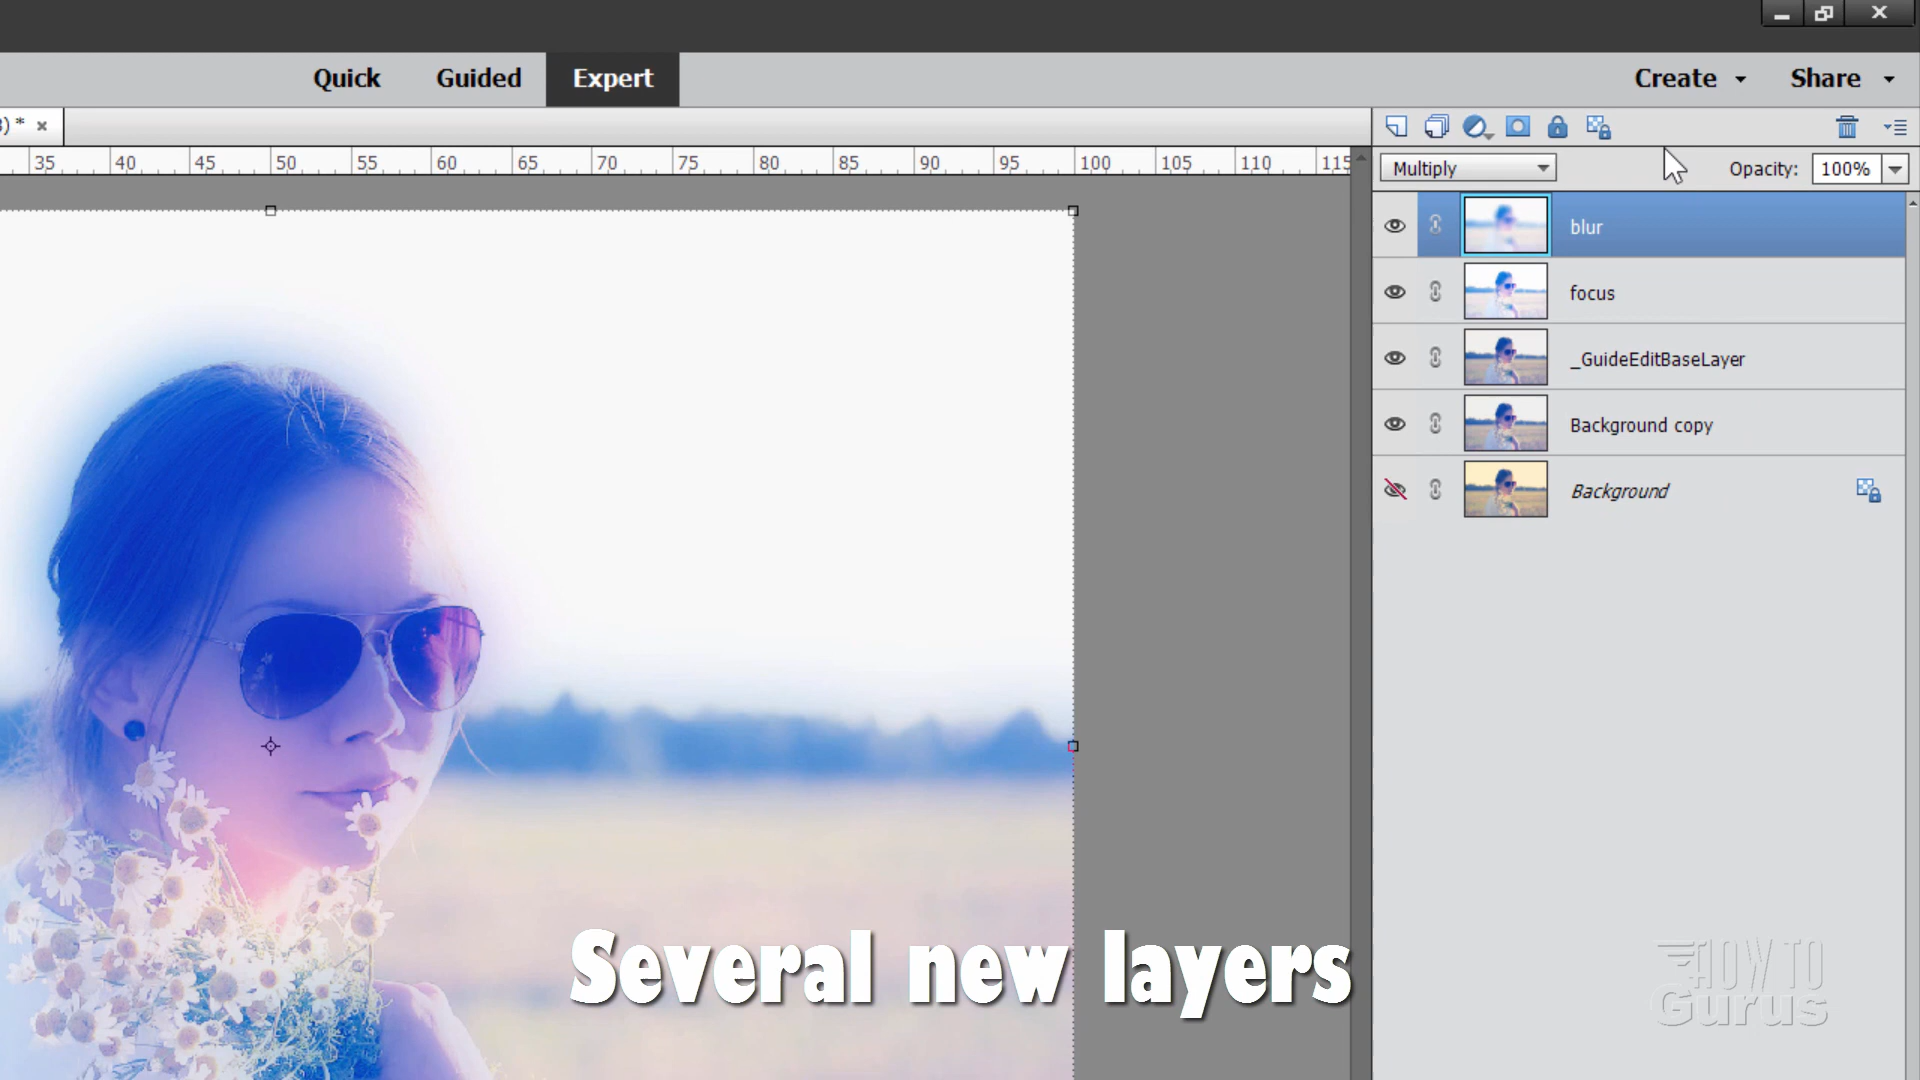 Quick Guided Expert Create Share
3) * ×
35 40 45 50 55 60 65 70 75 80 85 90 95 100 105 110 115
Multiply Opacity: 100%
blur
focus
_GuideEditBaseLayer
Background copy
Background
Several new layers
HOW TO
Gurus